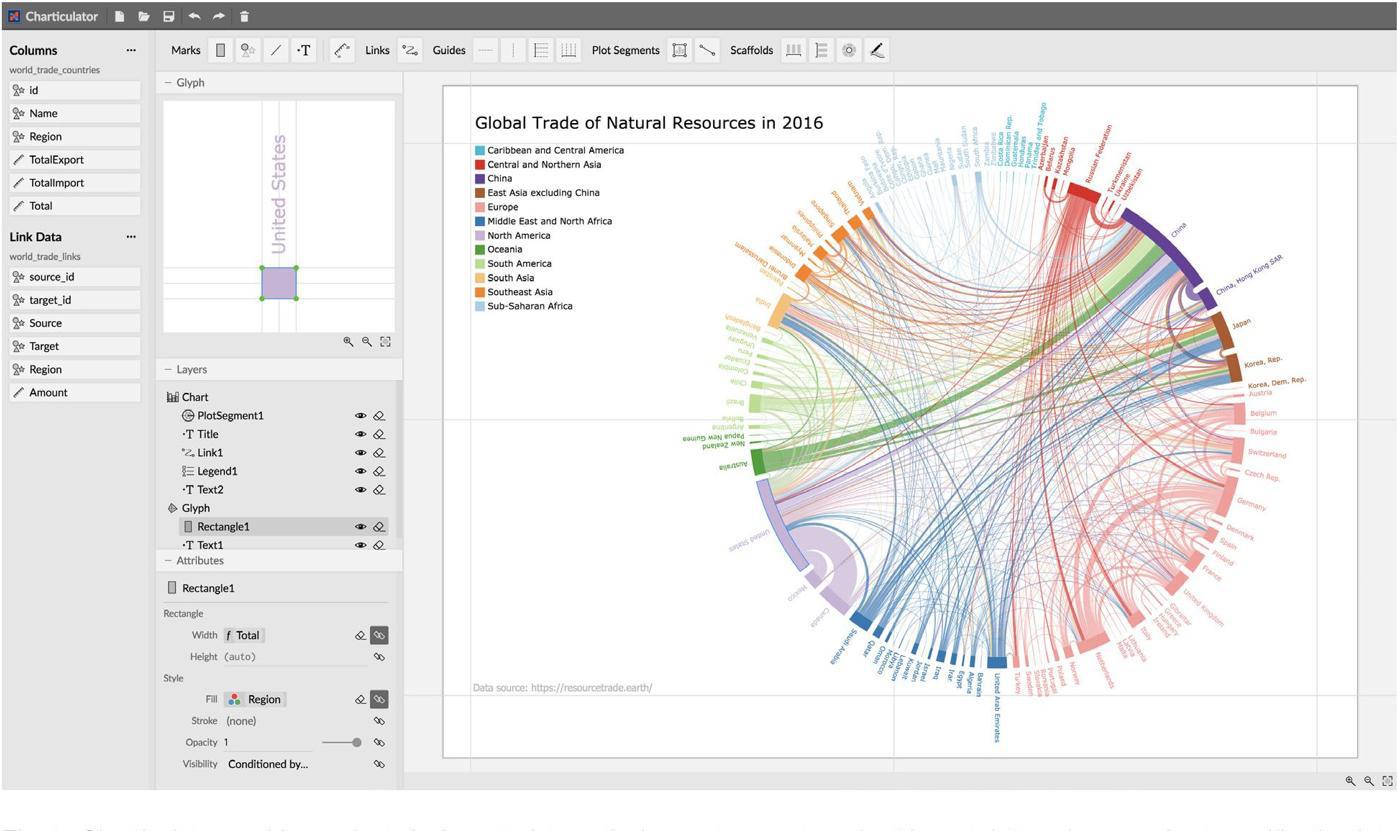 Charticulator
Columns
world_trade_countries
id
Name
Region
TotalExport
TotalImport
Total
Link Data
world_trade_links
source_id
target_id
Source
Target
Region
Amount
Marks
T
Links
Guides
Plot Segments
Scaffolds
Glyph
United States
Layers
Chart
PlotSegment1
Title
Link1
Legend1
Text2
Glyph
Rectangle1
Text1
Attributes
Rectangle1
Rectangle
Width
f Total
Height
(auto)
Style
Fill
Region
Stroke
(none)
Opacity
1
Visibility
Conditioned by...
Global Trade of Natural Resources in 2016
Caribbean and Central America
Central and Northern Asia
China
East Asia excluding China
Europe
Middle East and North Africa
North America
Oceania
South America
South Asia
Southeast Asia
Sub-Saharan Africa
Sudan
South Sudan
South Africa
Zambia
Zimbabwe
Costa Rica
Dominican Rep.
Guatemala
Honduras
Panama
Trinidad and Tobago
Azerbaijan
Belarus
Kazakhstan
Mongolia
Russian Federation
Turkmenistan
Ukraine
Uzbekistan
China
China, Hong Kong SAR
Japan
Korea, Rep.
Korea, Dem. Rep.
Austria
Belgium
Bulgaria
Switzerland
Czech Rep.
Germany
Denmark
Spain
Finland
France
United Kingdom
Gibraltar
Greece
Hungary
Ireland
Italy
Lithuania
Latvia
Malta
Netherlands
Norway
Poland
Portugal
Romania
Slovakia
Sweden
Turkey
United Arab Emirates
Bahrain
Algeria
Egypt
Iran
Iraq
Israel
Jordan
Kuwait
Lebanon
Libya
Morocco
Oman
Qatar
Saudi Arabia
Canada
Mexico
United States
Australia
New Zealand
Papua New Guinea
Argentina
Bolivia
Brazil
Chile
Colombia
Ecuador
Peru
Uruguay
Venezuela
Bangladesh
India
Pakistan
Brunei Darussalam
Indonesia
Myanmar
Malaysia
Philippines
Singapore
Thailand
Vietnam
Data source: https://resourcetrade.earth/